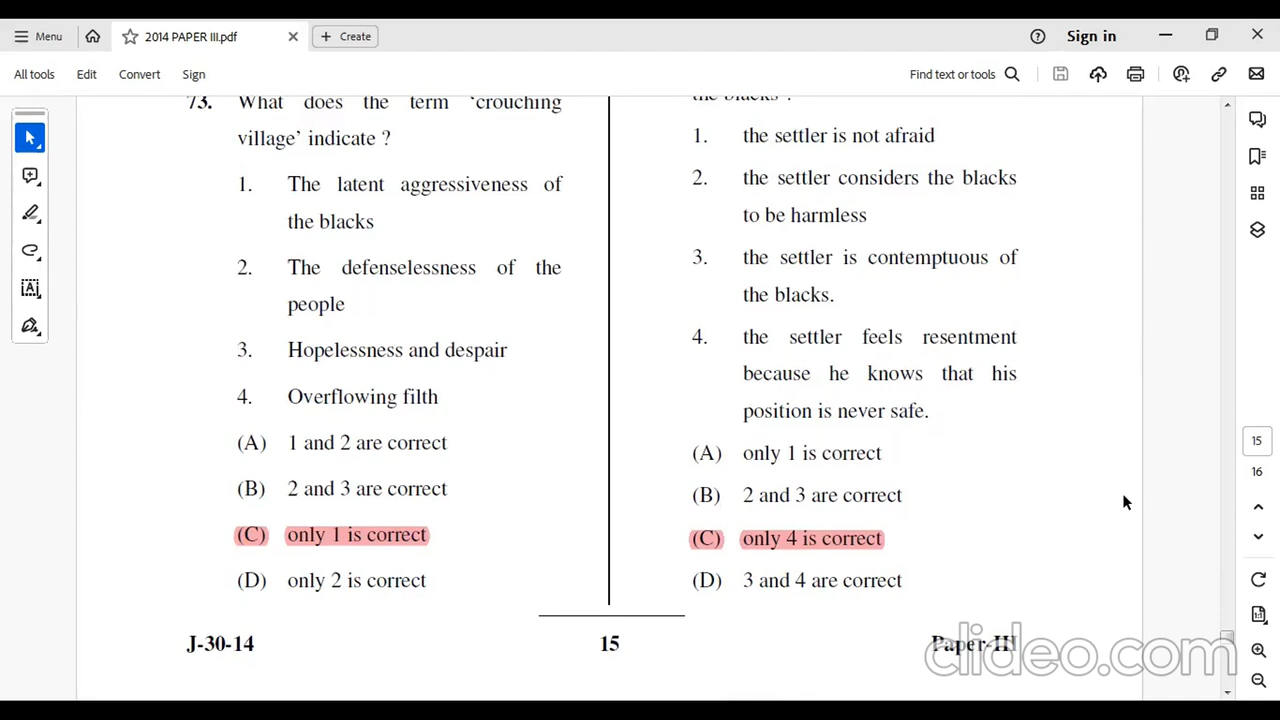 Menu
2014 PAPER III.pdf
Create
Sign in
All tools
Edit
Convert
Sign
Find text or tools
73. What does the term ‘crouching
village’ indicate ?
1. The latent aggressiveness of
the blacks
2. The defenselessness of the
people
3. Hopelessness and despair
4. Overflowing filth
(A) 1 and 2 are correct
(B) 2 and 3 are correct
(C) only 1 is correct
(D) only 2 is correct
the blacks’ ?
1. the settler is not afraid
2. the settler considers the blacks
to be harmless
3. the settler is contemptuous of
the blacks.
4. the settler feels resentment
because he knows that his
position is never safe.
(A) only 1 is correct
(B) 2 and 3 are correct
(C) only 4 is correct
(D) 3 and 4 are correct
J-30-14
15
Paper-III
15
16
1:1
clideo.com